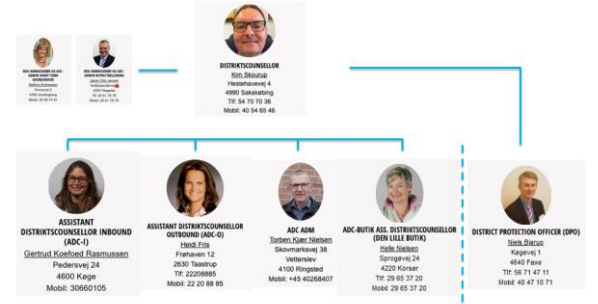 DISTRIKTSCOUNSELLOR
Kim Skourup
Hestehavevej 4
4990 Sakskøbing
Tlf: 54 70 70 36
Mobil: 40 54 65 46
ASSISTANT
DISTRIKTSCOUNSELLOR INBOUND
(ADC-I)
Gertrud Koefoed Rasmussen
Pedersvej 24
4600 Køge
Mobil: 30660105
ASSISTANT DISTRIKTSCOUNSELLOR
OUTBOUND (ADC-O)
Heidi Fris
Frøhaven 12
2630 Taastrup
Tlf: 22208885
Mobil: 22 20 88 85
ADC ADM
Torben Kjær Nielsen
Skovmarksvej 38
Vetterslev
4100 Ringsted
Mobil: +45 40268407
ADC-BUTIK ASS. DISTRIKTSCOUNSELLOR
(DEN LILLE BUTIK)
Helle Nielsen
Sprogøvej 24
4220 Korsør
Tlf: 29 65 37 20
Mobil: 29 65 37 20
DISTRICT PROTECTION OFFICER (DPO)
Niels Bjarup
Køgevej 1
4640 Faxe
Tlf: 56 71 47 11
Mobil: 40 47 10 71